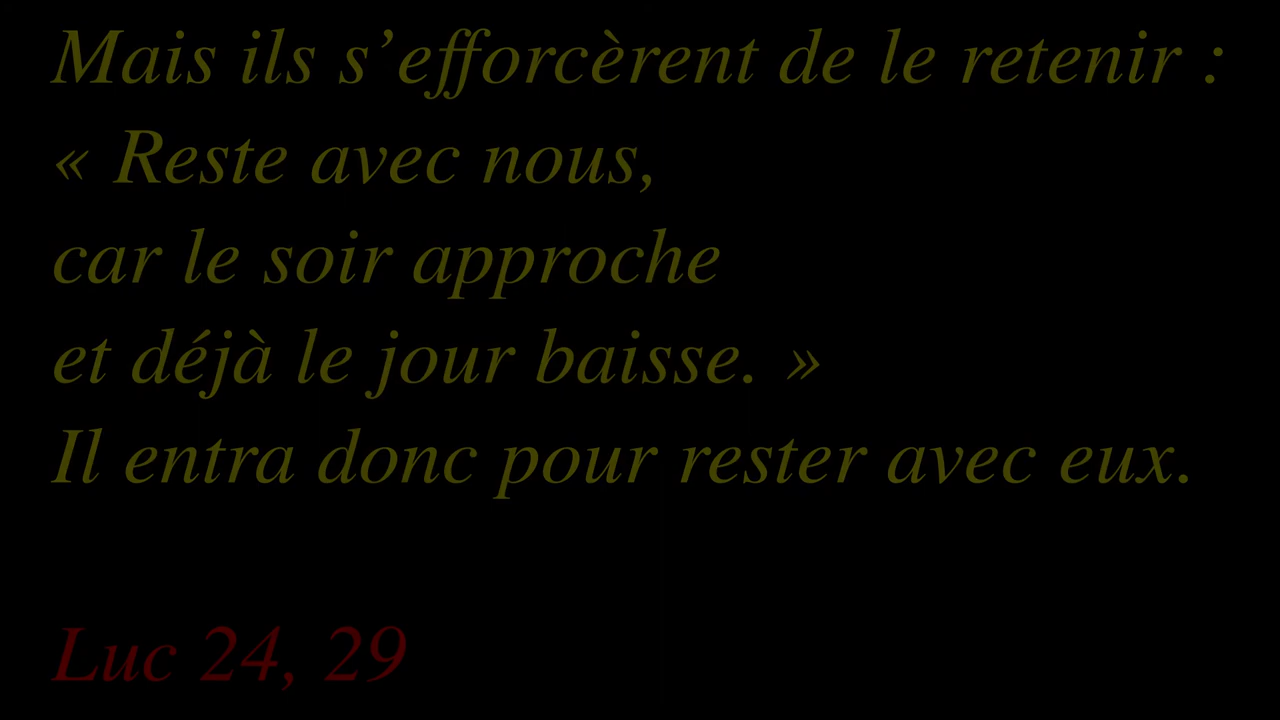 Mais ils s’efforcèrent de le retenir :
« Reste avec nous,
car le soir approche
et déjà le jour baisse. »
Il entra donc pour rester avec eux.
Luc 24, 29